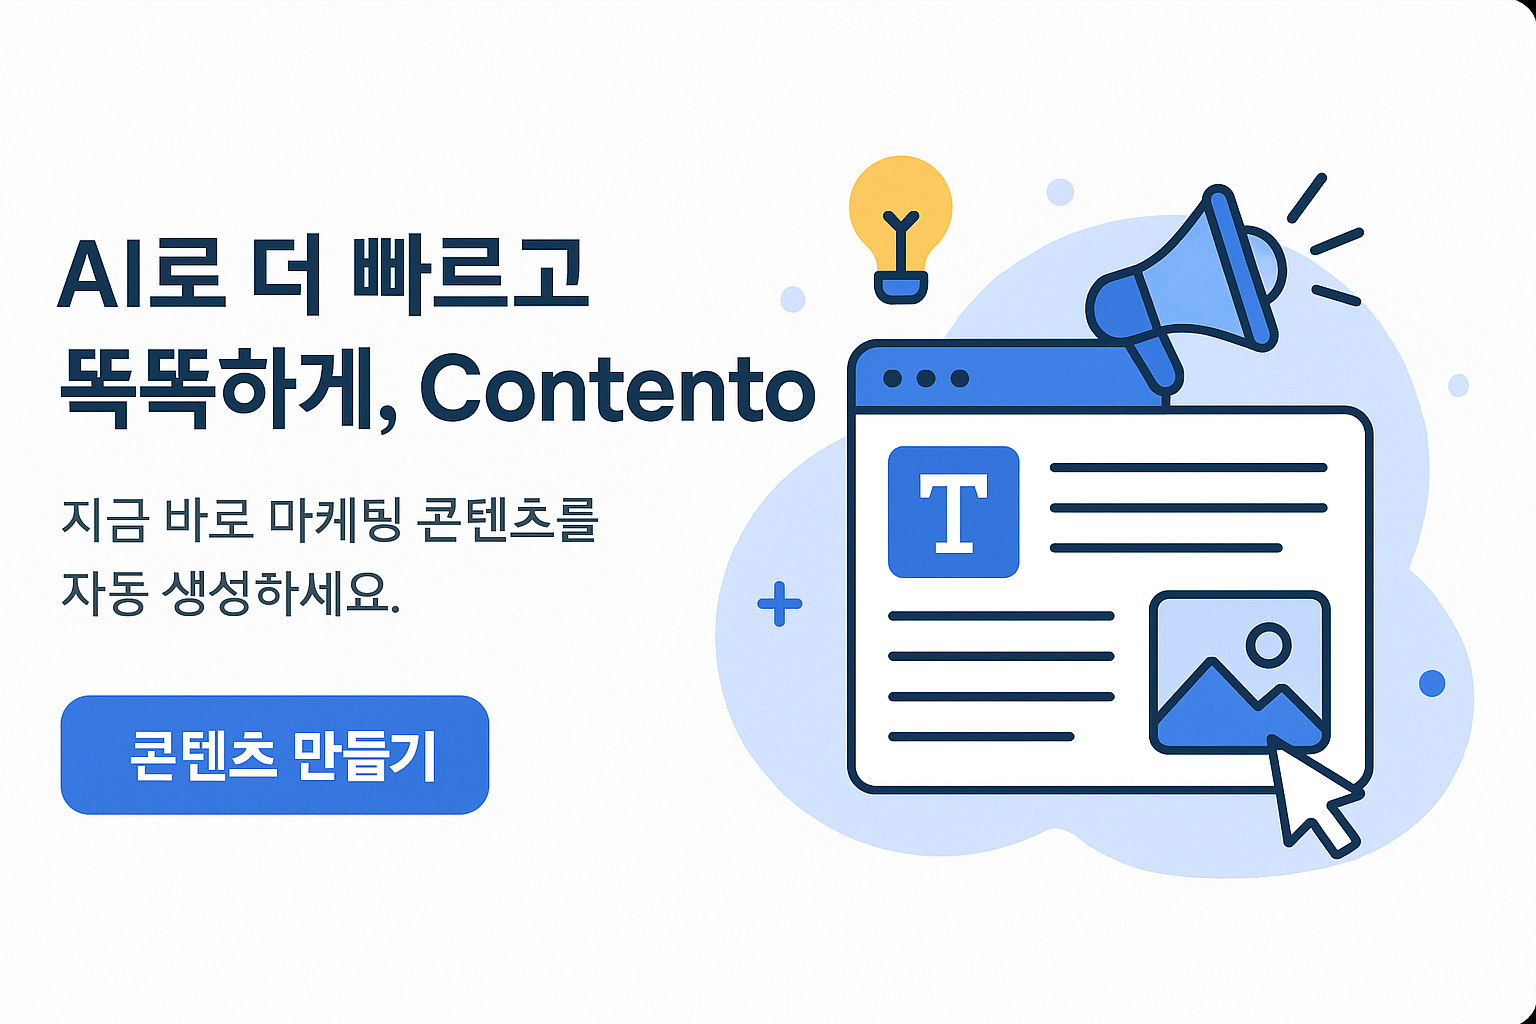 AI로 더 빠르고
똑똑하게, Contento
지금 바로 마케팅 콘텐츠를
자동 생성하세요.
콘텐츠 만들기
T